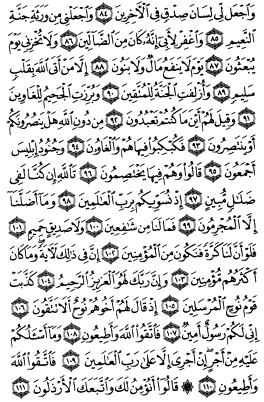 وَٱجْعَل لِّى لِسَانَ صِدْقٍ فِى ٱلْءَاخِرِينَ ٨٤ وَٱجْعَلْنِى مِن وَرَثَةِ جَنَّةِ
ٱلنَّعِيمِ ٨٥ وَٱغْفِرْ لِأَبِىٓ إِنَّهُۥ كَانَ مِنَ ٱلضَّآلِّينَ ٨٦ وَلَا تُخْزِنِى يَوْمَ
يُبْعَثُونَ ٨٧ يَوْمَ لَا يَنفَعُ مَالٌ وَلَا بَنُونَ ٨٨ إِلَّا مَنْ أَتَى ٱللَّهَ بِقَلْبٍ
سَلِيمٍ ٨٩ وَأُزْلِفَتِ ٱلْجَنَّةُ لِلْمُتَّقِينَ ٩٠ وَبُرِّزَتِ ٱلْجَحِيمُ لِلْغَاوِينَ
٩١ وَقِيلَ لَهُمْ أَيْنَ مَا كُنتُمْ تَعْبُدُونَ ٩٢ مِن دُونِ ٱللَّهِ هَلْ يَنصُرُونَكُمْ
أَوْ يَنتَصِرُونَ ٩٣ فَكُبْكِبُوا۟ فِيهَا هُمْ وَٱلْغَاوُۥنَ ٩٤ وَجُنُودُ إِبْلِيسَ
أَجْمَعُونَ ٩٥ قَالُوا۟ وَهُمْ فِيهَا يَخْتَصِمُونَ ٩٦ تَٱللَّهِ إِن كُنَّا لَفِى
ضَلَٰلٍ مُّبِينٍ ٩٧ إِذْ نُسَوِّيكُم بِرَبِّ ٱلْعَٰلَمِينَ ٩٨ وَمَآ أَضَلَّنَآ
إِلَّا ٱلْمُجْرِمُونَ ٩٩ فَمَا لَنَا مِن شَٰفِعِينَ ١٠٠ وَلَا صَدِيقٍ حَمِيمٍ ١٠١
فَلَوْ أَنَّ لَنَا كَرَّةً فَنَكُونَ مِنَ ٱلْمُؤْمِنِينَ ١٠٢ إِنَّ فِى ذَٰلِكَ لَءَايَةً وَمَا كَانَ
أَكْثَرُهُم مُّؤْمِنِينَ ١٠٣ وَإِنَّ رَبَّكَ لَهُوَ ٱلْعَزِيزُ ٱلرَّحِيمُ ١٠٤ كَذَّبَتْ
قَوْمُ نُوحٍ ٱلْمُرْسَلِينَ ١٠٥ إِذْ قَالَ لَهُمْ أَخُوهُمْ نُوحٌ أَلَا تَتَّقُونَ ١٠٦
إِنِّى لَكُمْ رَسُولٌ أَمِينٌ ١٠٧ فَٱتَّقُوا۟ ٱللَّهَ وَأَطِيعُونِ ١٠٨ وَمَآ أَسْـَٔلُكُمْ
عَلَيْهِ مِنْ أَجْرٍ إِنْ أَجْرِىَ إِلَّا عَلَىٰ رَبِّ ٱلْعَٰلَمِينَ ١٠٩ فَٱتَّقُوا۟ ٱللَّهَ
وَأَطِيعُونِ ١١٠ ۞ قَالُوٓا۟ أَنُؤْمِنُ لَكَ وَٱتَّبَعَكَ ٱلْأَرْذَلُونَ ١١١